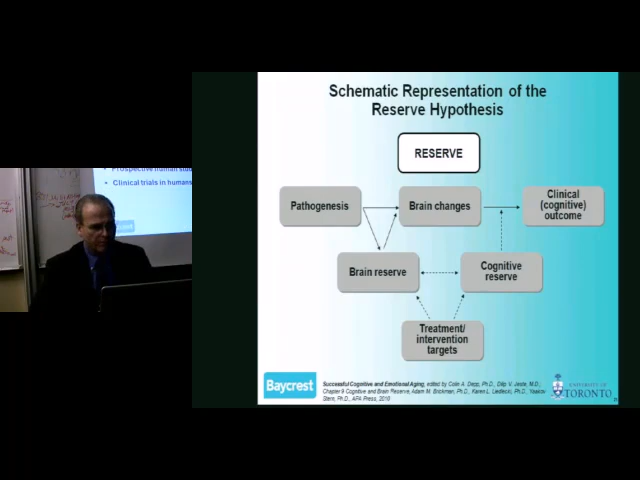 Prospective human stud
Clinical trials in humans
Schematic Representation of the
Reserve Hypothesis
RESERVE
Pathogenesis
Brain changes
Clinical
(cognitive)
outcome
Brain reserve
Cognitive
reserve
Treatment/
intervention
targets
Baycrest
Successful Cognitive and Emotional Aging, edited by Colin A. Depp, Ph.D., Dilip V. Jeste, M.D.;
Chapter 9 Cognitive and Brain Reserve, Adam M. Brickman, Ph.D., Karen L. Siedlecki, Ph.D., Yaakov
Stern, Ph.D., APA Press, 2010
UNIVERSITY OF
TORONTO